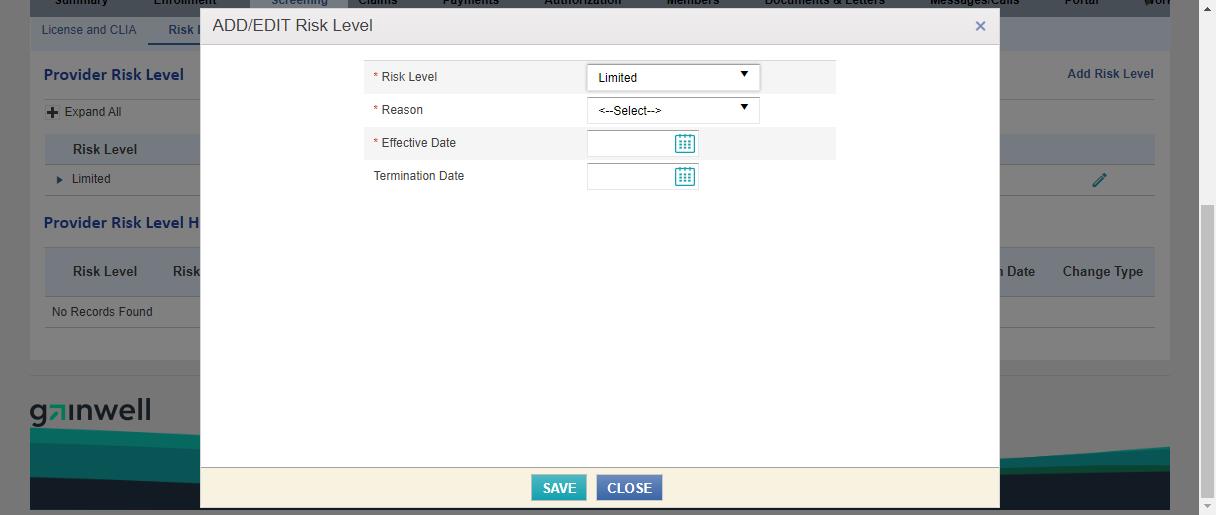 Summary Enrollment Screening Claims Payments Authorization Members Documents & Letters Messages/Calls Portal
License and CLIA Risk
ADD/EDIT Risk Level ×
Provider Risk Level Add Risk Level
Expand All
Risk Level
Limited
Provider Risk Level H
Risk Level Risk Date Change Type
No Records Found
* Risk Level Limited
* Reason <--Select-->
* Effective Date
Termination Date
gainwell
SAVE CLOSE